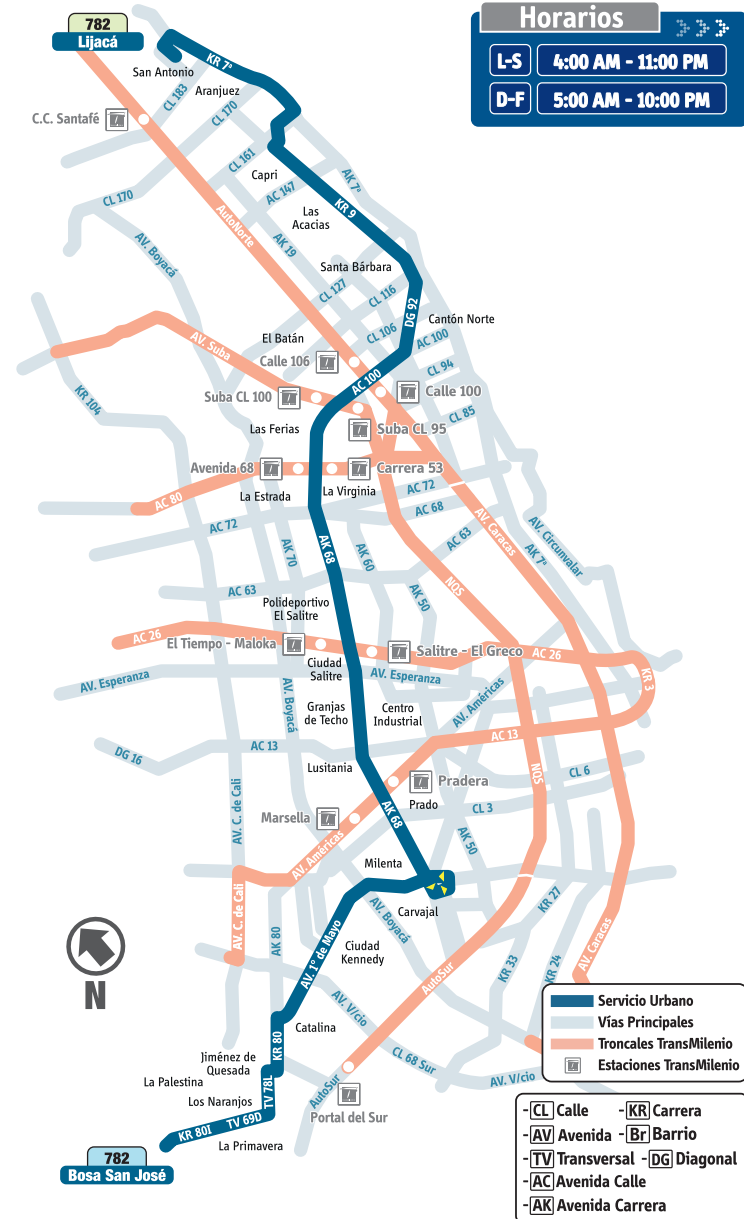 782
Lijacá
Horarios
L-S 4:00 AM - 11:00 PM
D-F 5:00 AM - 10:00 PM
KR 7ª
San Antonio
Aranjuez
CL 183
CL 170
C.C. Santafé
CL 161
Capri
AK 7ª
AC 147
CL 170
KR 9
Las
Acacias
AutoNorte
AK 19
AV. Boyacá
Santa Bárbara
CL 127
CL 116
DG 92
Cantón Norte
CL 106
AC 100
El Batán
AV. Suba
Calle 106
CL 94
AC 100
Calle 100
KR 104
Suba CL 100
CL 85
Las Ferias
Suba CL 95
Avenida 68
Carrera 53
La Estrada
La Virginia
AC 72
AC 80
AC 68
AC 72
AV. Caracas
AV. Circunvalar
AK 68
AK 70
AK 60
AC 63
AK 7ª
NQS
AC 63
AK 50
Polideportivo
El Salitre
AC 26
El Tiempo - Maloka
Salitre - El Greco
AC 26
KR 3
Ciudad
Salitre
AV. Esperanza
AV. Esperanza
AV. Boyacá
AV. Américas
Granjas
de Techo
Centro
Industrial
AC 13
DG 16
AC 13
Lusitania
NQS
CL 6
Pradera
Prado
AV. C. de Cali
AK 68
CL 3
Marsella
AK 50
AV. Américas
Milenta
AV. C. de Cali
Carvajal
KR 27
AV. Boyacá
AK 80
AV. 1º de Mayo
Ciudad
Kennedy
AV. Caracas
KR 33
KR 24
AutoSur
N
AV. V/cio
Catalina
KR 80
CL 68 Sur
Jiménez de
Quesada
La Palestina
TV 78L
AutoSur
AV. V/cio
Los Naranjos
Portal del Sur
TV 69D
KR 80I
La Primavera
782
Bosa San José
Servicio Urbano
Vías Principales
Troncales TransMilenio
Estaciones TransMilenio
- CL Calle - KR Carrera
- AV Avenida - Br Barrio
- TV Transversal - DG Diagonal
- AC Avenida Calle
- AK Avenida Carrera